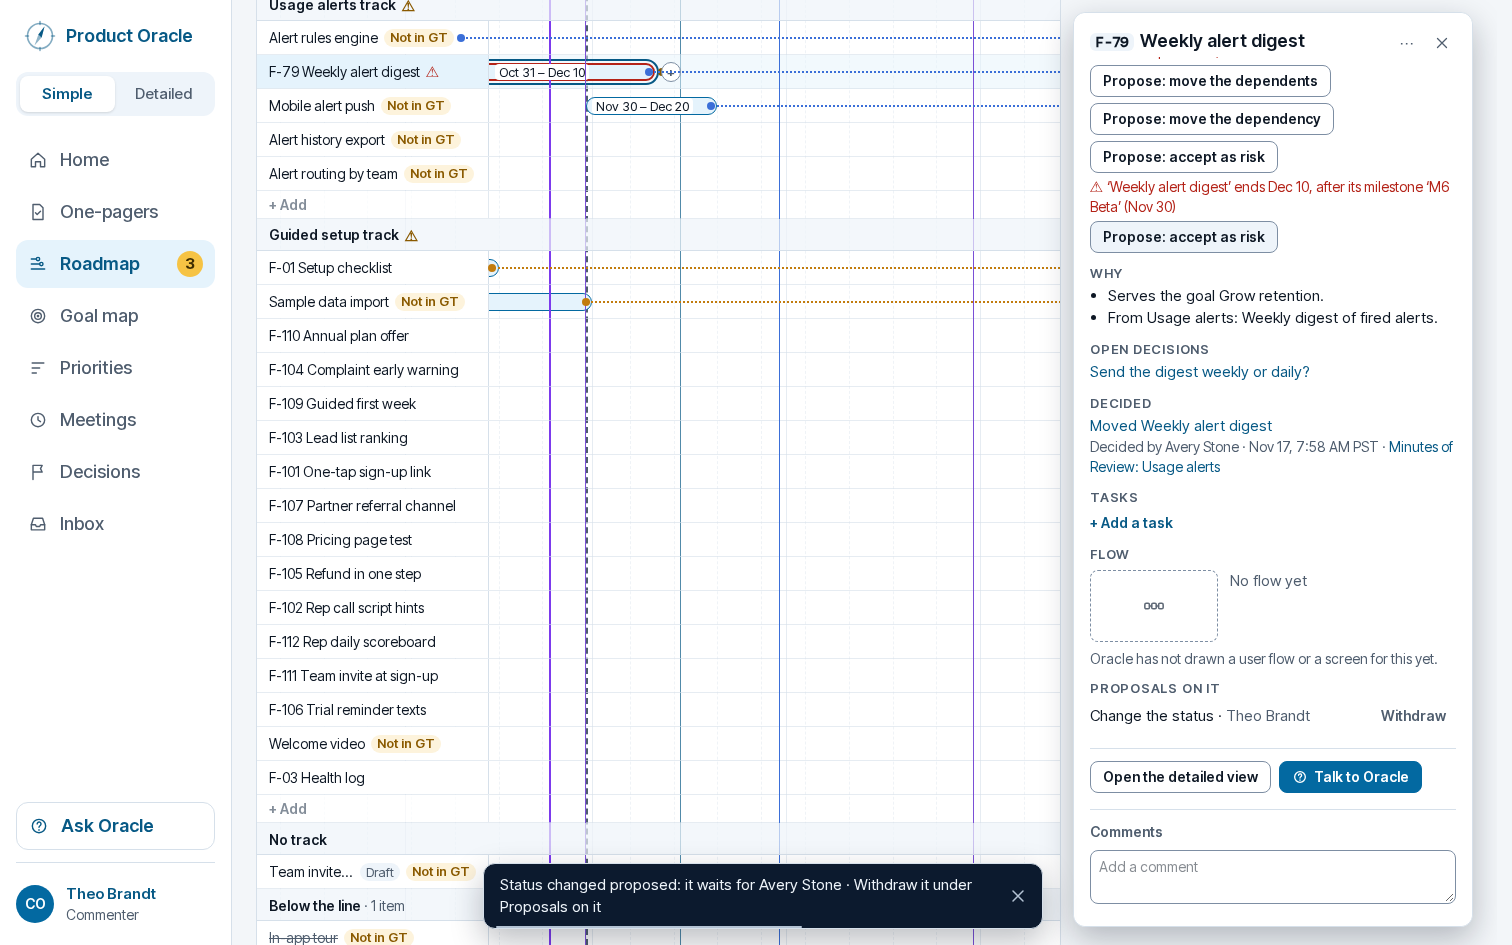 Product Oracle
Simple
Detailed
Home
One-pagers
Roadmap
3
Goal map
Priorities
Meetings
Decisions
Inbox
Ask Oracle
CO
Theo Brandt
Commenter
Usage alerts track
Alert rules engine
Not in GT
F-79 Weekly alert digest
Oct 31 – Dec 10
Mobile alert push
Not in GT
Nov 30 – Dec 20
Alert history export
Not in GT
Alert routing by team
Not in GT
+ Add
Guided setup track
F-01 Setup checklist
Sample data import
Not in GT
F-110 Annual plan offer
F-104 Complaint early warning
F-109 Guided first week
F-103 Lead list ranking
F-101 One-tap sign-up link
F-107 Partner referral channel
F-108 Pricing page test
F-105 Refund in one step
F-102 Rep call script hints
F-112 Rep daily scoreboard
F-111 Team invite at sign-up
F-106 Trial reminder texts
Welcome video
Not in GT
F-03 Health log
+ Add
No track
Team invite...
Draft
Not in GT
Below the line · 1 item
In-app tour
Not in GT
Status changed proposed: it waits for Avery Stone · Withdraw it under
Proposals on it
F-79 Weekly alert digest
Propose: move the dependents
Propose: move the dependency
Propose: accept as risk
⚠ ‘Weekly alert digest’ ends Dec 10, after its milestone ‘M6
Beta’ (Nov 30)
Propose: accept as risk
WHY
• Serves the goal Grow retention.
• From Usage alerts: Weekly digest of fired alerts.
OPEN DECISIONS
Send the digest weekly or daily?
DECIDED
Moved Weekly alert digest
Decided by Avery Stone · Nov 17, 7:58 AM PST · Minutes of
Review: Usage alerts
TASKS
+ Add a task
FLOW
No flow yet
Oracle has not drawn a user flow or a screen for this yet.
PROPOSALS ON IT
Change the status · Theo Brandt
Withdraw
Open the detailed view
Talk to Oracle
Comments
Add a comment